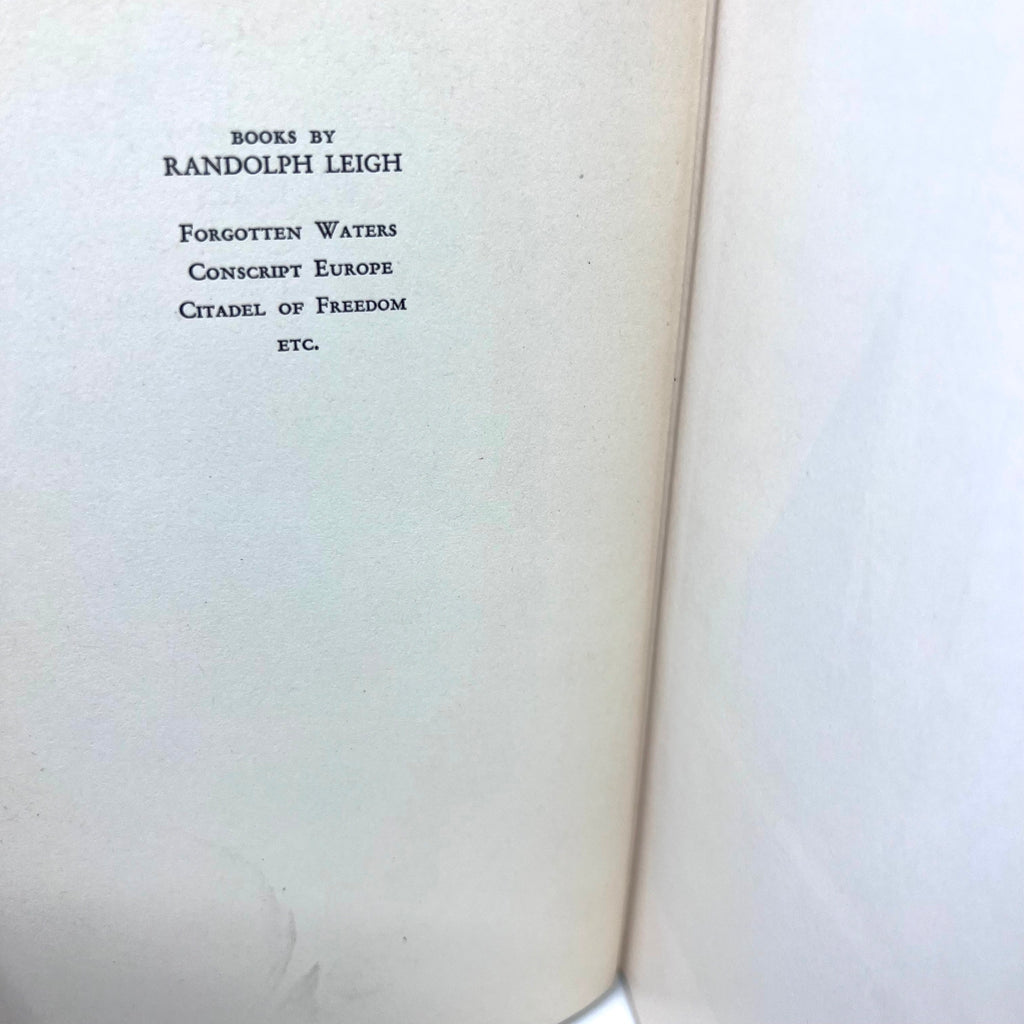 BOOKS BY
RANDOLPH LEIGH
FORGOTTEN WATERS
CONSCRIPT EUROPE
CITADEL OF FREEDOM
ETC.